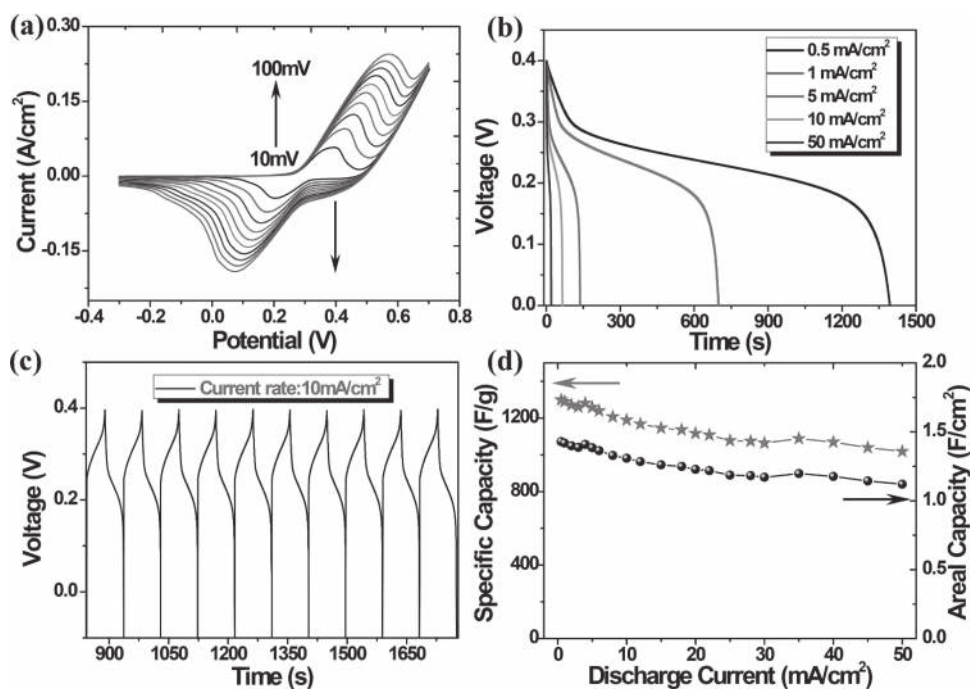 (a)
0.30
0.15
0.00
-0.15
Current (A/cm²)
100mV
10mV
-0.4 -0.2 0.0 0.2 0.4 0.6 0.8
Potential (V)
(b)
0.5 mA/cm²
1 mA/cm²
5 mA/cm²
10 mA/cm²
50 mA/cm²
0.4
0.3
0.2
0.1
0.0
Voltage (V)
0 300 600 900 1200 1500
Time (s)
(c)
Current rate:10mA/cm²
0.4
0.2
0.0
Voltage (V)
900 1050 1200 1350 1500 1650
Time (s)
(d)
1200
800
400
0
Specific Capacity (F/g)
2.0
1.5
1.0
0.5
0.0
Areal Capacity (F/cm²)
0 10 20 30 40 50
Discharge Current (mA/cm²)